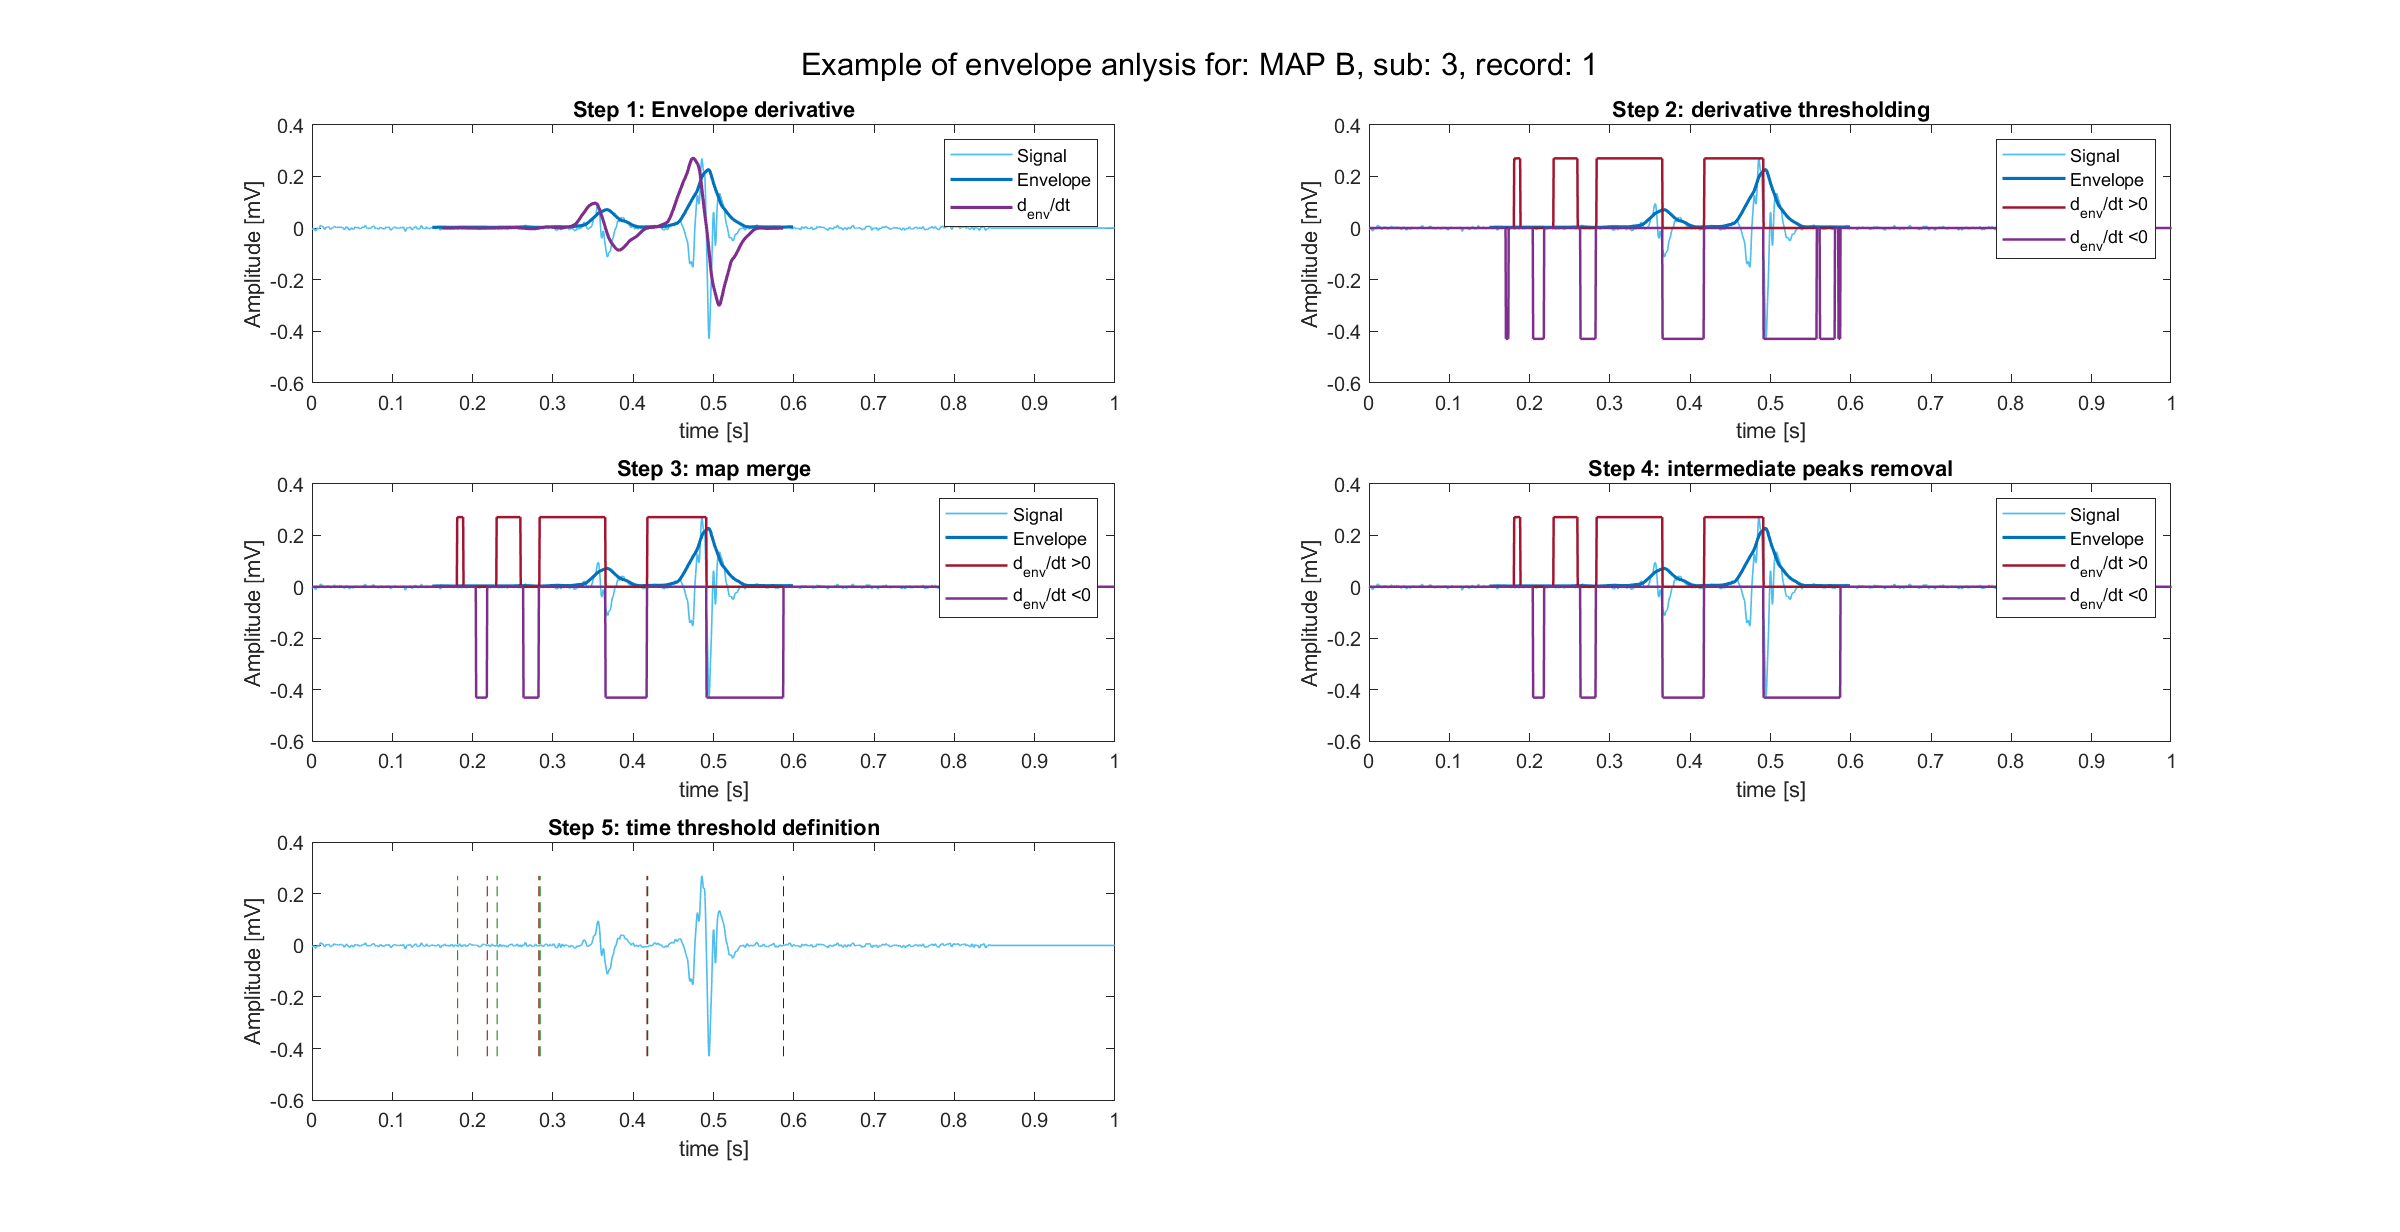 Example of envelope anlysis for: MAP B, sub: 3, record: 1
Step 1: Envelope derivative
0.4
0.2
0
-0.2
-0.4
-0.6
Amplitude [mV]
Signal
Envelope
d_env/dt
0 0.1 0.2 0.3 0.4 0.5 0.6 0.7 0.8 0.9 1
time [s]
Step 2: derivative thresholding
0.4
0.2
0
-0.2
-0.4
-0.6
Amplitude [mV]
Signal
Envelope
d_env/dt >0
d_env/dt <0
0 0.1 0.2 0.3 0.4 0.5 0.6 0.7 0.8 0.9 1
time [s]
Step 3: map merge
0.4
0.2
0
-0.2
-0.4
-0.6
Amplitude [mV]
Signal
Envelope
d_env/dt >0
d_env/dt <0
0 0.1 0.2 0.3 0.4 0.5 0.6 0.7 0.8 0.9 1
time [s]
Step 4: intermediate peaks removal
0.4
0.2
0
-0.2
-0.4
-0.6
Amplitude [mV]
Signal
Envelope
d_env/dt >0
d_env/dt <0
0 0.1 0.2 0.3 0.4 0.5 0.6 0.7 0.8 0.9 1
time [s]
Step 5: time threshold definition
0.4
0.2
0
-0.2
-0.4
-0.6
Amplitude [mV]
0 0.1 0.2 0.3 0.4 0.5 0.6 0.7 0.8 0.9 1
time [s]